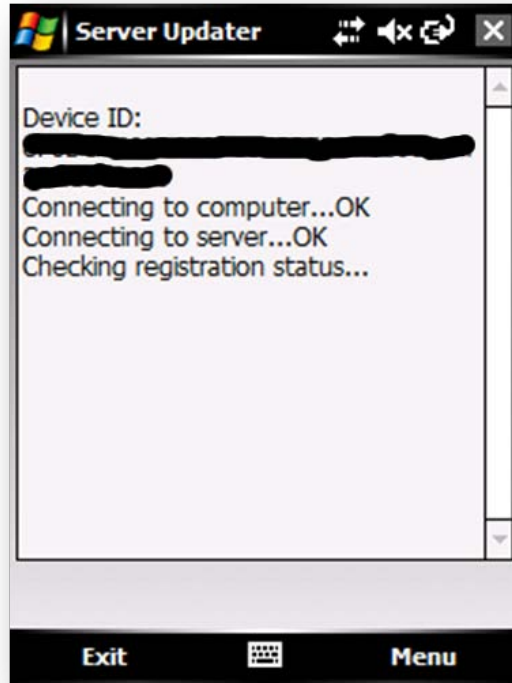 Server Updater
Device ID:
Connecting to computer...OK
Connecting to server...OK
Checking registration status...
Exit
Menu